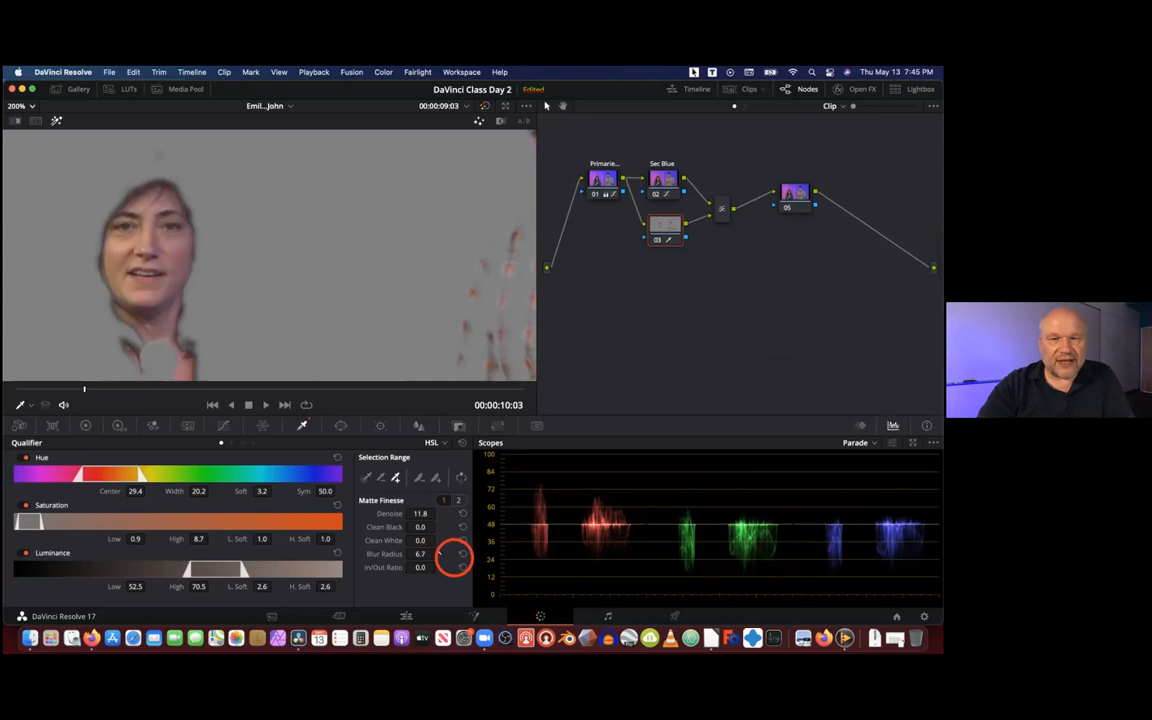 DaVinci Resolve File Edit Trim Timeline Clip Mark View Playback Fusion Color Fairlight Workspace Help Thu May 13 7:45 PM
Gallery LUTs Media Pool DaVinci Class Day 2 Edited Timeline Clips Nodes Open FX Lightbox
200% Emil...John 00:00:09:03 Clip
A/B
Primarie... Sec Blue
01 02
05
03
00:00:10:03
Qualifier HSL Scopes Parade
Hue Selection Range
Center 29.4 Width 20.2 Soft 3.2 Sym 50.0
Matte Finesse 1 2
Saturation Denoise 11.8
Clean Black 0.0
Low 0.9 High 8.7 L. Soft 1.0 H. Soft 1.0
Clean White 0.0
Luminance Blur Radius 6.7
In/Out Ratio 0.0
Low 52.5 High 70.5 L. Soft 2.6 H. Soft 2.6
100
84
72
60
48
36
24
12
0
DaVinci Resolve 17